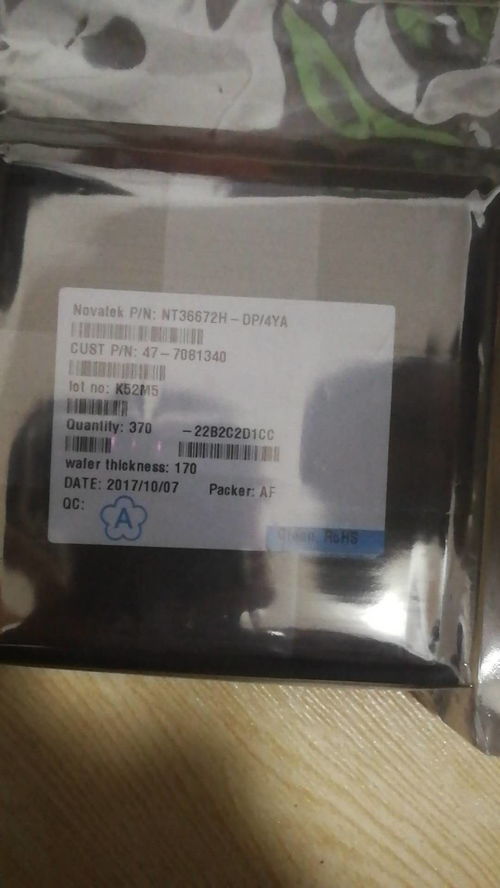 Novatek P/N: NT36672H-DP/4YA
CUST P/N: 47-7081340
lot no: K52M5
Quantity: 370 -22B2C2D1CC
wafer thickness: 170
DATE: 2017/10/07 Packer: AF
QC: A
Green, RoHS